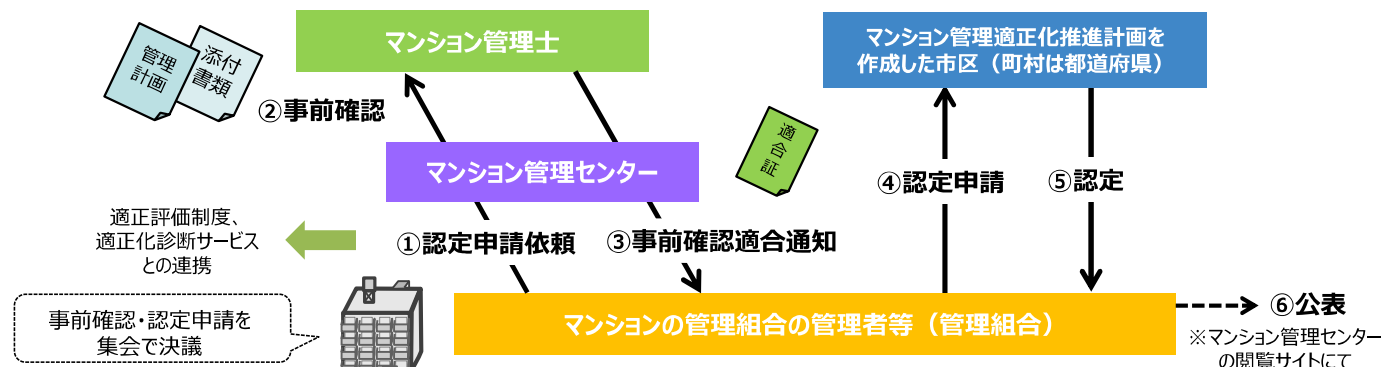 マンション管理士
マンション管理適正化推進計画を
作成した市区（町村は都道府県）
管理
計画
添付
書類
②事前確認
適合証
マンション管理センター
④認定申請
⑤認定
適正評価制度、
適正化診断サービス
との連携
①認定申請依頼
③事前確認適合通知
事前確認・認定申請を
集会で決議
マンションの管理組合の管理者等（管理組合）
⑥公表
※マンション管理センター
の閲覧サイトにて